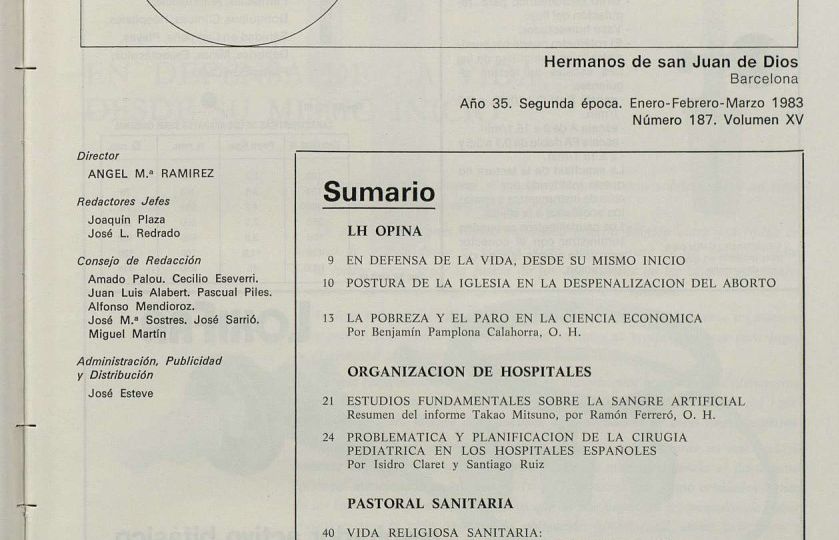 Hermanos de san Juan de Dios
Barcelona
Año 35. Segunda época. Enero-Febrero-Marzo 1983
Número 187. Volumen XV
Director
ANGEL M.ª RAMIREZ
Redactores Jefes
Joaquín Plaza
José L. Redrado
Consejo de Redacción
Amado Palou. Cecilio Eseverri.
Juan Luis Alabert. Pascual Piles.
Alfonso Mendioroz.
José M.ª Sostres. José Sarrió.
Miguel Martín
Administración, Publicidad
y Distribución
José Esteve
Sumario
LH OPINA
9 EN DEFENSA DE LA VIDA, DESDE SU MISMO INICIO
10 POSTURA DE LA IGLESIA EN LA DESPENALIZACION DEL ABORTO
13 LA POBREZA Y EL PARO EN LA CIENCIA ECONOMICA
Por Benjamín Pamplona Calahorra, O. H.
ORGANIZACION DE HOSPITALES
21 ESTUDIOS FUNDAMENTALES SOBRE LA SANGRE ARTIFICIAL
Resumen del informe Takao Mitsuno, por Ramón Ferreró, O. H.
24 PROBLEMATICA Y PLANIFICACION DE LA CIRUGIA
PEDIATRICA EN LOS HOSPITALES ESPAÑOLES
Por Isidro Claret y Santiago Ruiz
PASTORAL SANITARIA
40 VIDA RELIGIOSA SANITARIA: